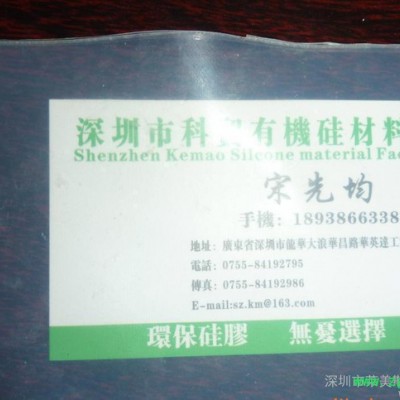 深圳市科貿有機硅材料
Shenzhen Kemao Silcone material Fac
宋先均
手機: 1893866338
地址: 廣東省深圳市龍華大浪華昌路華英達工
電話: 0755-84192795
傳真: 0755-84192986
E-mail:sz.km@163.com
環保硅膠 無憂選擇